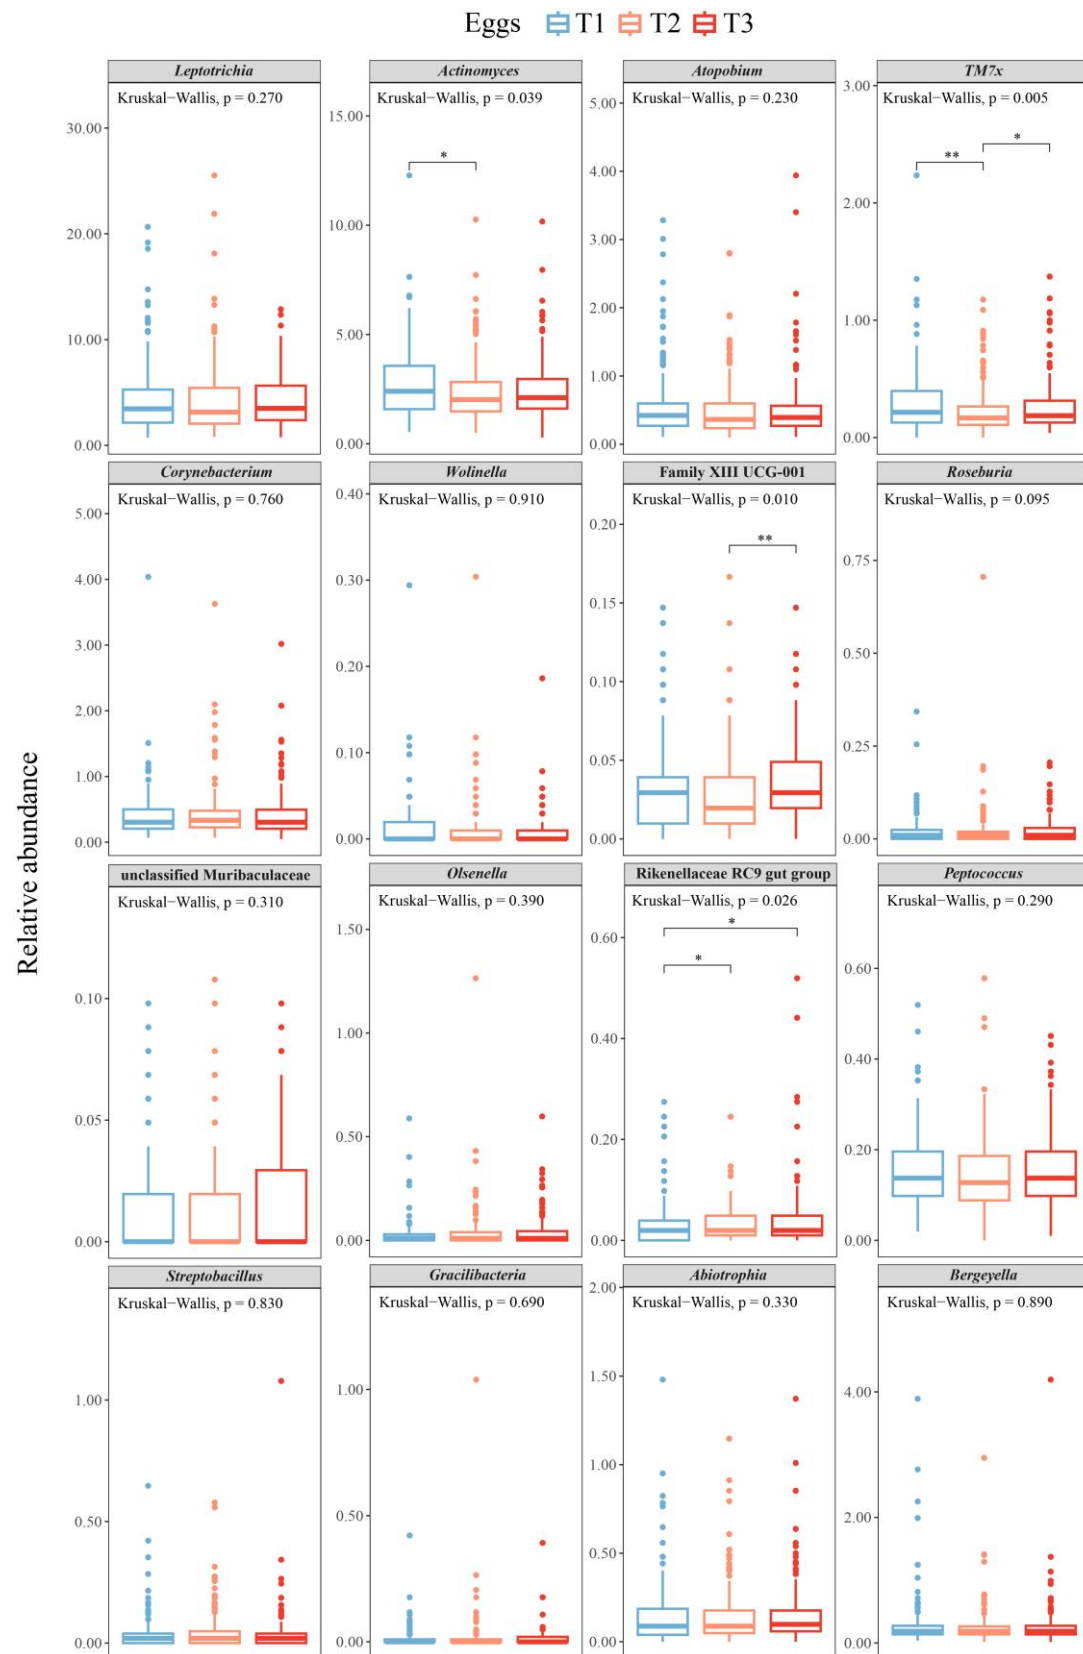 Eggs T1 T2 T3
Relative abundance
Leptotrichia
Kruskal−Wallis, p = 0.270
30.00
20.00
10.00
0.00
Actinomyces
Kruskal−Wallis, p = 0.039
15.00
*
10.00
5.00
0.00
Atopobium
Kruskal−Wallis, p = 0.230
5.00
4.00
3.00
2.00
1.00
0.00
TM7x
3.00
Kruskal−Wallis, p = 0.005
*
**
2.00
1.00
0.00
Corynebacterium
Kruskal−Wallis, p = 0.760
5.00
4.00
3.00
2.00
1.00
0.00
Wolinella
0.40
Kruskal−Wallis, p = 0.910
0.30
0.20
0.10
0.00
Family XIII UCG-001
Kruskal−Wallis, p = 0.010
0.20
**
0.15
0.10
0.05
0.00
Roseburia
Kruskal−Wallis, p = 0.095
0.75
0.50
0.25
0.00
unclassified Muribaculaceae
Kruskal−Wallis, p = 0.310
0.10
0.05
0.00
Olsenella
Kruskal−Wallis, p = 0.390
1.50
1.00
0.50
0.00
Rikenellaceae RC9 gut group
Kruskal−Wallis, p = 0.026
*
0.60
*
0.40
0.20
0.00
Peptococcus
Kruskal−Wallis, p = 0.290
0.60
0.40
0.20
0.00
Streptobacillus
Kruskal−Wallis, p = 0.830
1.00
0.50
0.00
Gracilibacteria
Kruskal−Wallis, p = 0.690
1.00
0.50
0.00
Abiotrophia
2.00
Kruskal−Wallis, p = 0.330
1.50
1.00
0.50
0.00
Bergeyella
Kruskal−Wallis, p = 0.890
4.00
2.00
0.00